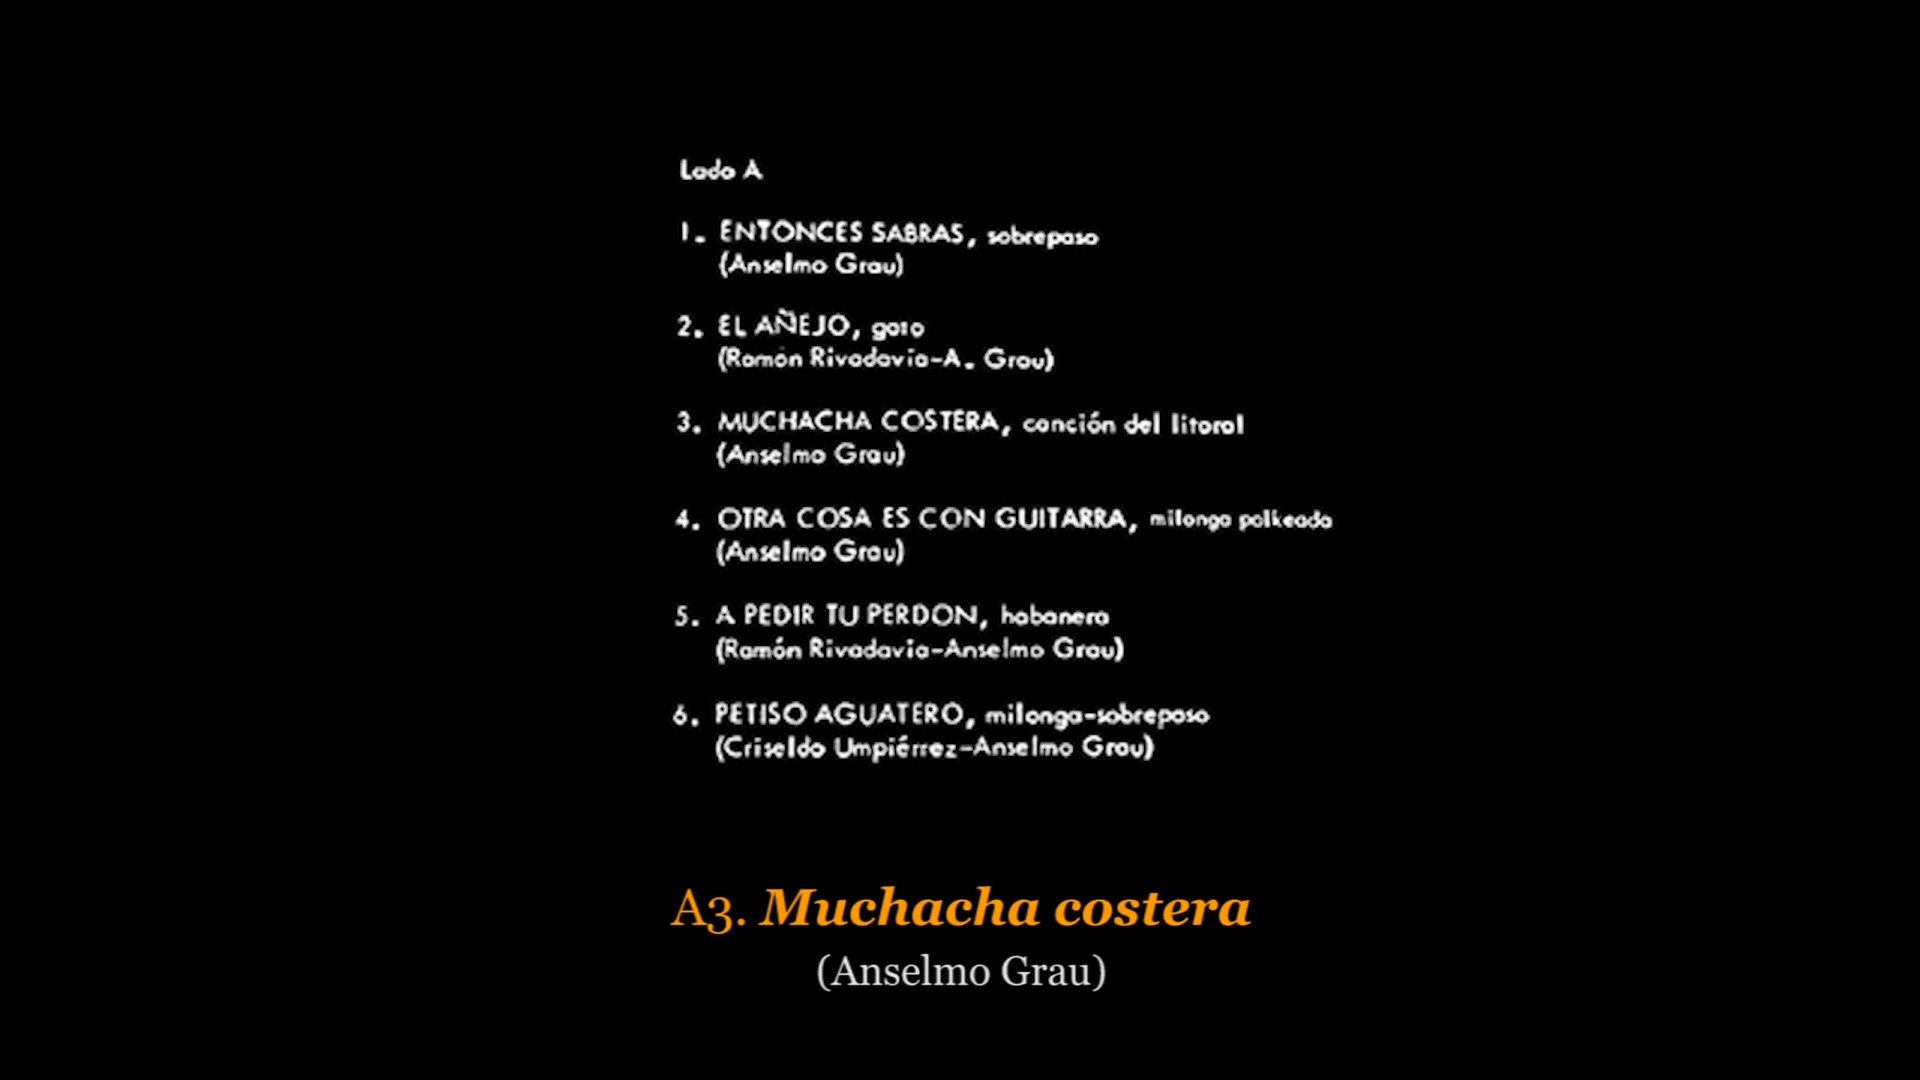 Lado A
1. ENTONCES SABRAS, sobrepaso
(Anselmo Grau)
2. EL AÑEJO, gato
(Ramón Rivadavia-A. Grau)
3. MUCHACHA COSTERA, canción del litoral
(Anselmo Grau)
4. OTRA COSA ES CON GUITARRA, milonga polkeada
(Anselmo Grau)
5. A PEDIR TU PERDON, habanera
(Ramón Rivadavia-Anselmo Grau)
6. PETISO AGUATERO, milonga-sobrepaso
(Criseldo Umpiérrez-Anselmo Grau)
A3. Muchacha costera
(Anselmo Grau)